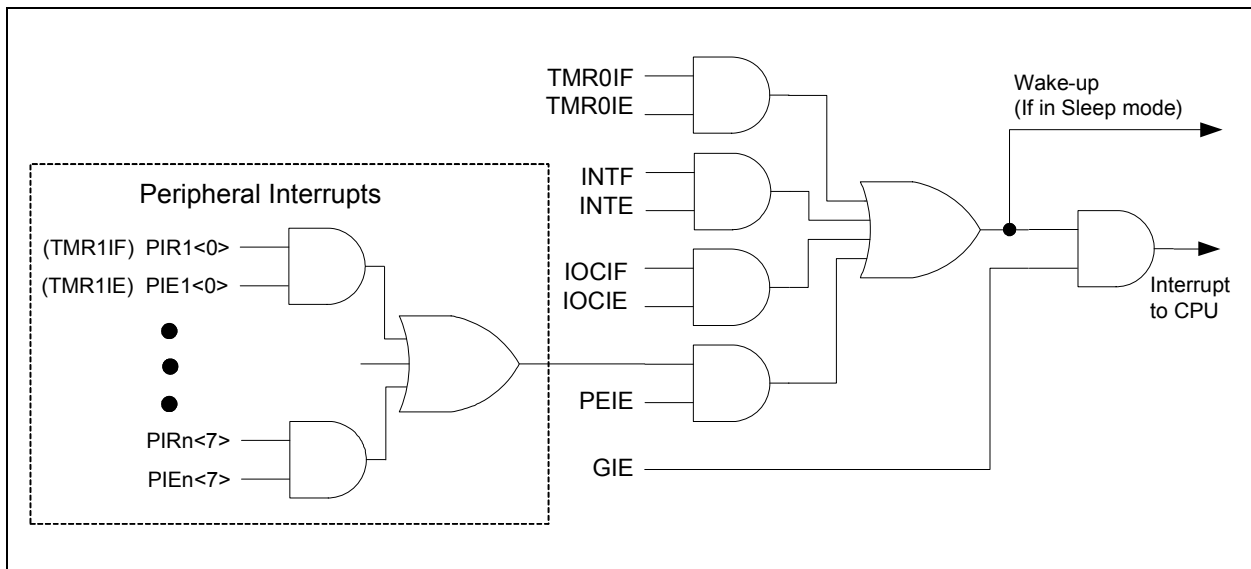 TMR0IF
TMR0IE
Wake-up
(If in Sleep mode)
INTF
INTE
Peripheral Interrupts
(TMR1IF) PIR1<0>
(TMR1IE) PIE1<0>
IOCIF
IOCIE
Interrupt
to CPU
PEIE
PIRn<7>
PIEn<7>
GIE